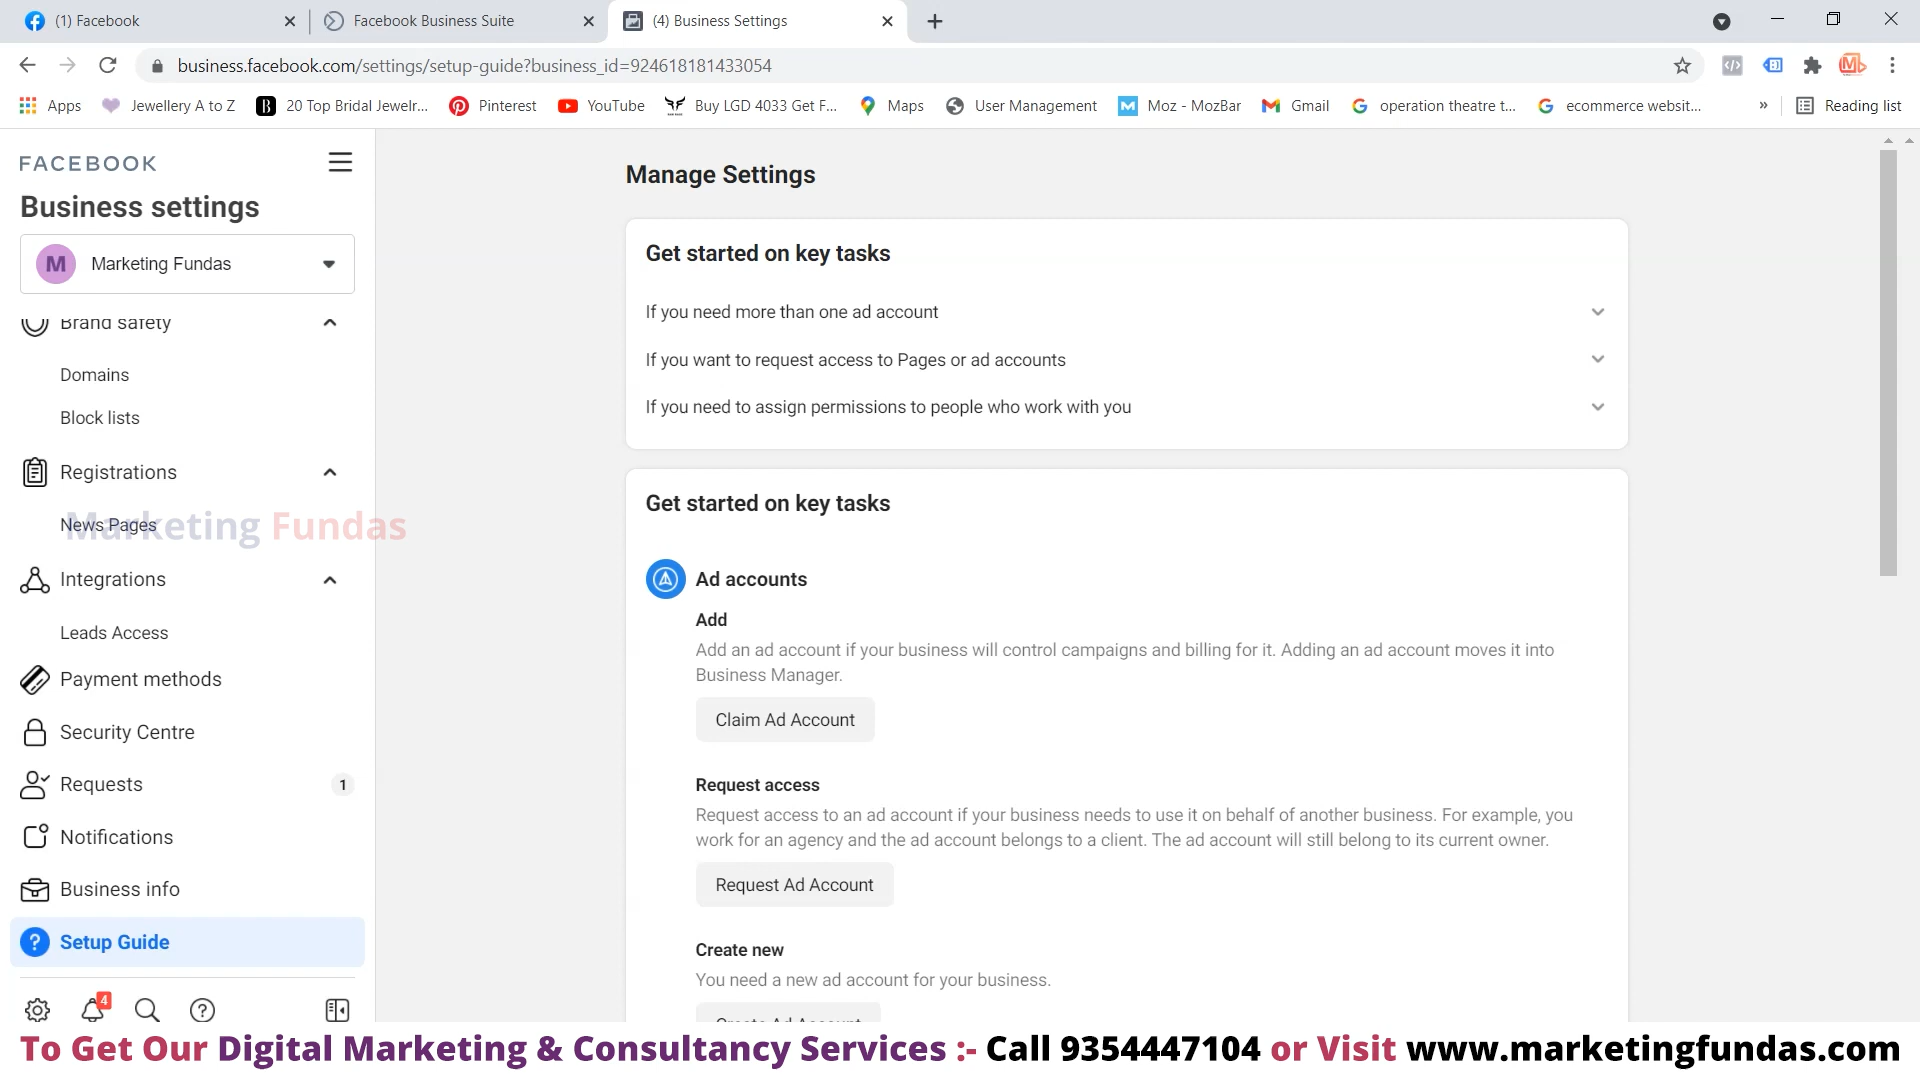 (1) Facebook
Facebook Business Suite
(4) Business Settings
business.facebook.com/settings/setup-guide?business_id=924618181433054
Apps
Jewellery A to Z
20 Top Bridal Jewelr...
Pinterest
YouTube
Buy LGD 4033 Get F...
Maps
User Management
Moz - MozBar
Gmail
operation theatre t...
ecommerce websit...
»
Reading list
FACEBOOK
Business settings
M
Marketing Fundas
Brand safety
Domains
Block lists
Registrations
News Pages
Marketing Fundas
Integrations
Leads Access
Payment methods
Security Centre
Requests
1
Notifications
Business info
Setup Guide
4
Manage Settings
Get started on key tasks
If you need more than one ad account
If you want to request access to Pages or ad accounts
If you need to assign permissions to people who work with you
Get started on key tasks
Ad accounts
Add
Add an ad account if your business will control campaigns and billing for it. Adding an ad account moves it into
Business Manager.
Claim Ad Account
Request access
Request access to an ad account if your business needs to use it on behalf of another business. For example, you
work for an agency and the ad account belongs to a client. The ad account will still belong to its current owner.
Request Ad Account
Create new
You need a new ad account for your business.
Create Ad Account
To Get Our Digital Marketing & Consultancy Services :- Call 9354447104 or Visit www.marketingfundas.com